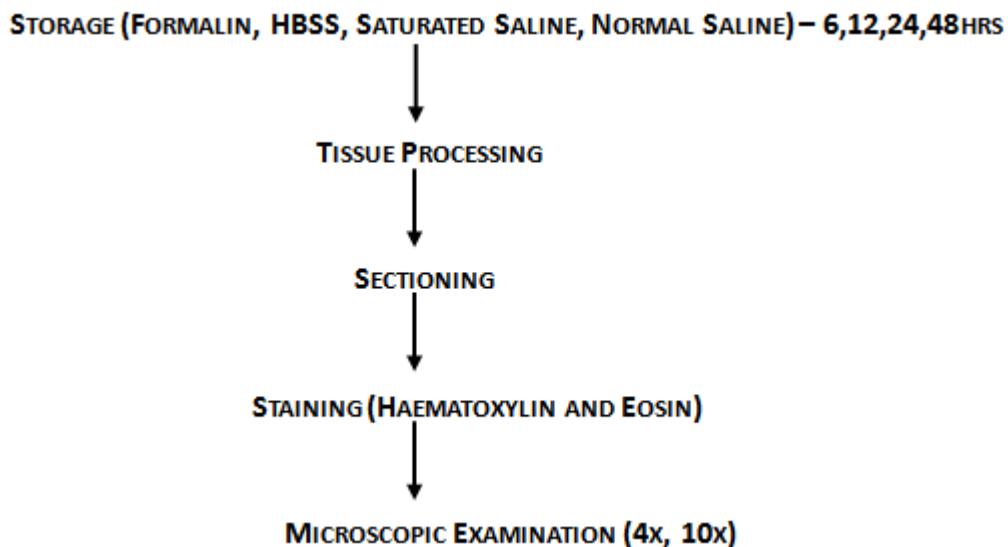 STORAGE (FORMALIN, HBSS, SATURATED SALINE, NORMAL SALINE) – 6,12,24,48HRS
TISSUE PROCESSING
SECTIONING
STAINING (HAEMATOXYLIN AND EOSIN)
MICROSCOPIC EXAMINATION (4x, 10x)